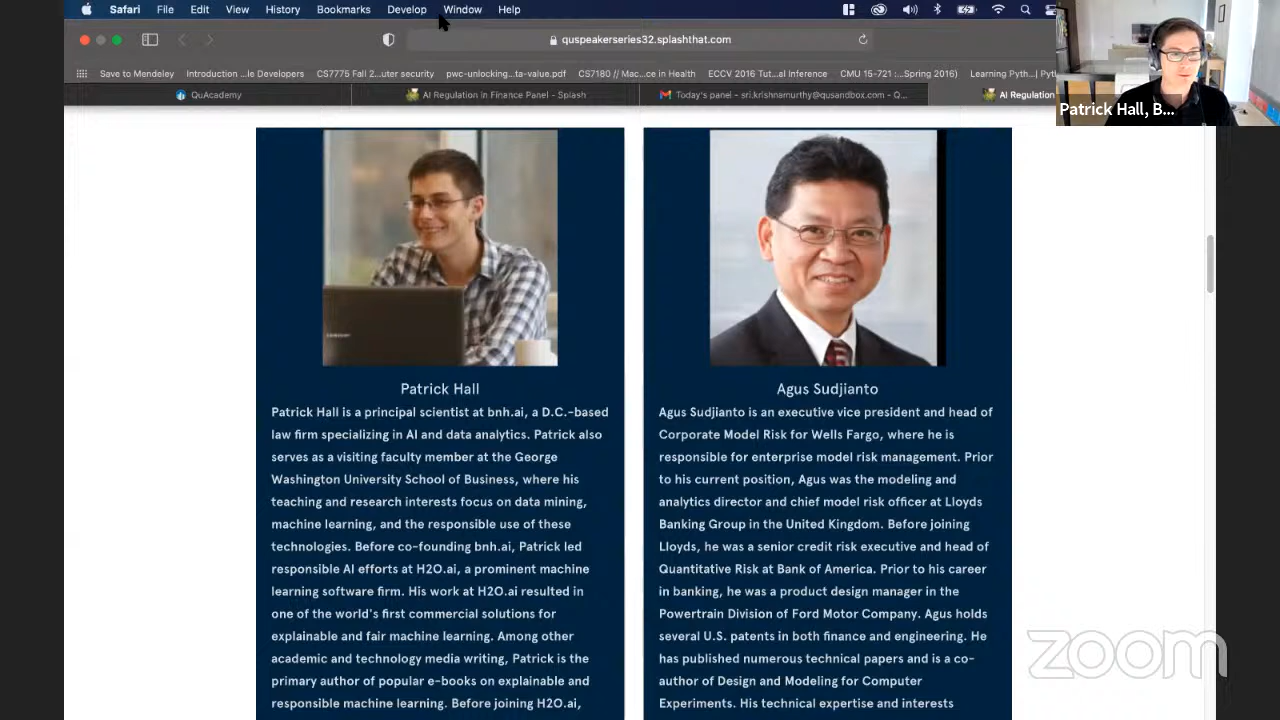 Safari File Edit View History Bookmarks Develop Window Help
quspeakerseries32.splashthat.com
Save to Mendeley Introduction ...le Developers CS7775 Fall 2...uter security pwc-unlocking...ta-value.pdf CS7180 // Mac...ce in Health ECCV 2016 Tut...al Inference CMU 15-721 :...Spring 2016) Learning Pyth...| Pyt
QuAcademy AI Regulation in Finance Panel - Splash Today's panel - sri.krishnamurthy@qusandbox.com - Q... AI Regulation
Patrick Hall, B...
Patrick Hall
Patrick Hall is a principal scientist at bnh.ai, a D.C.-based
law firm specializing in AI and data analytics. Patrick also
serves as a visiting faculty member at the George
Washington University School of Business, where his
teaching and research interests focus on data mining,
machine learning, and the responsible use of these
technologies. Before co-founding bnh.ai, Patrick led
responsible AI efforts at H2O.ai, a prominent machine
learning software firm. His work at H2O.ai resulted in
one of the world's first commercial solutions for
explainable and fair machine learning. Among other
academic and technology media writing, Patrick is the
primary author of popular e-books on explainable and
responsible machine learning. Before joining H2O.ai,
Agus Sudjianto
Agus Sudjianto is an executive vice president and head of
Corporate Model Risk for Wells Fargo, where he is
responsible for enterprise model risk management. Prior
to his current position, Agus was the modeling and
analytics director and chief model risk officer at Lloyds
Banking Group in the United Kingdom. Before joining
Lloyds, he was a senior credit risk executive and head of
Quantitative Risk at Bank of America. Prior to his career
in banking, he was a product design manager in the
Powertrain Division of Ford Motor Company. Agus holds
several U.S. patents in both finance and engineering. He
has published numerous technical papers and is a co-
author of Design and Modeling for Computer
Experiments. His technical expertise and interests
zoom